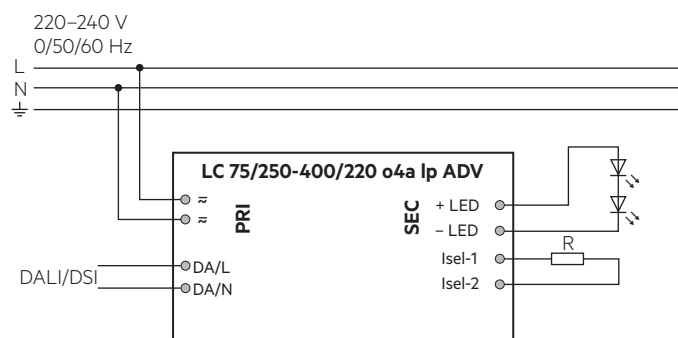 220–240 V
0/50/60 Hz
L
N
LC 75/250-400/220 o4a lp ADV
≂
≂
PRI
SEC
+ LED
– LED
DALI/DSI
DA/L
DA/N
Isel-1
Isel-2
R